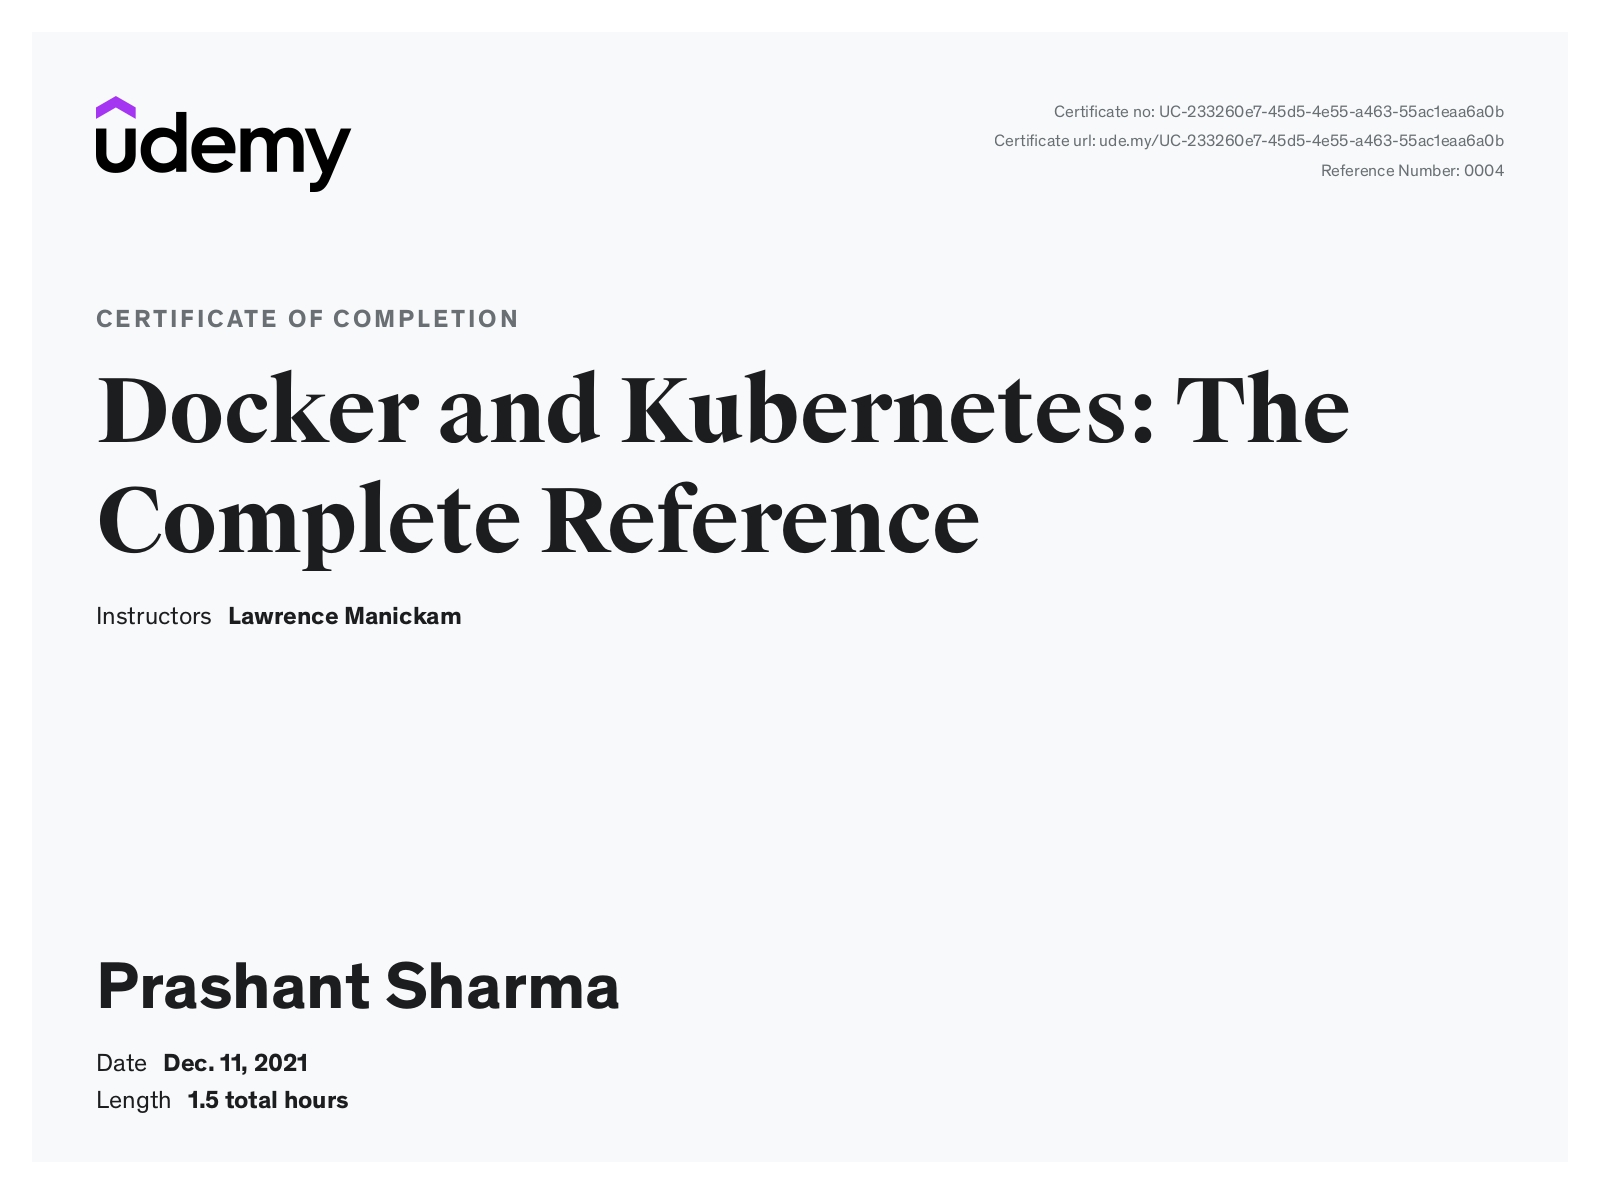 udemy
Certificate no: UC-233260e7-45d5-4e55-a463-55ac1eaa6a0b
Certificate url: ude.my/UC-233260e7-45d5-4e55-a463-55ac1eaa6a0b
Reference Number: 0004
CERTIFICATE OF COMPLETION
Docker and Kubernetes: The
Complete Reference
Instructors Lawrence Manickam
Prashant Sharma
Date Dec. 11, 2021
Length 1.5 total hours